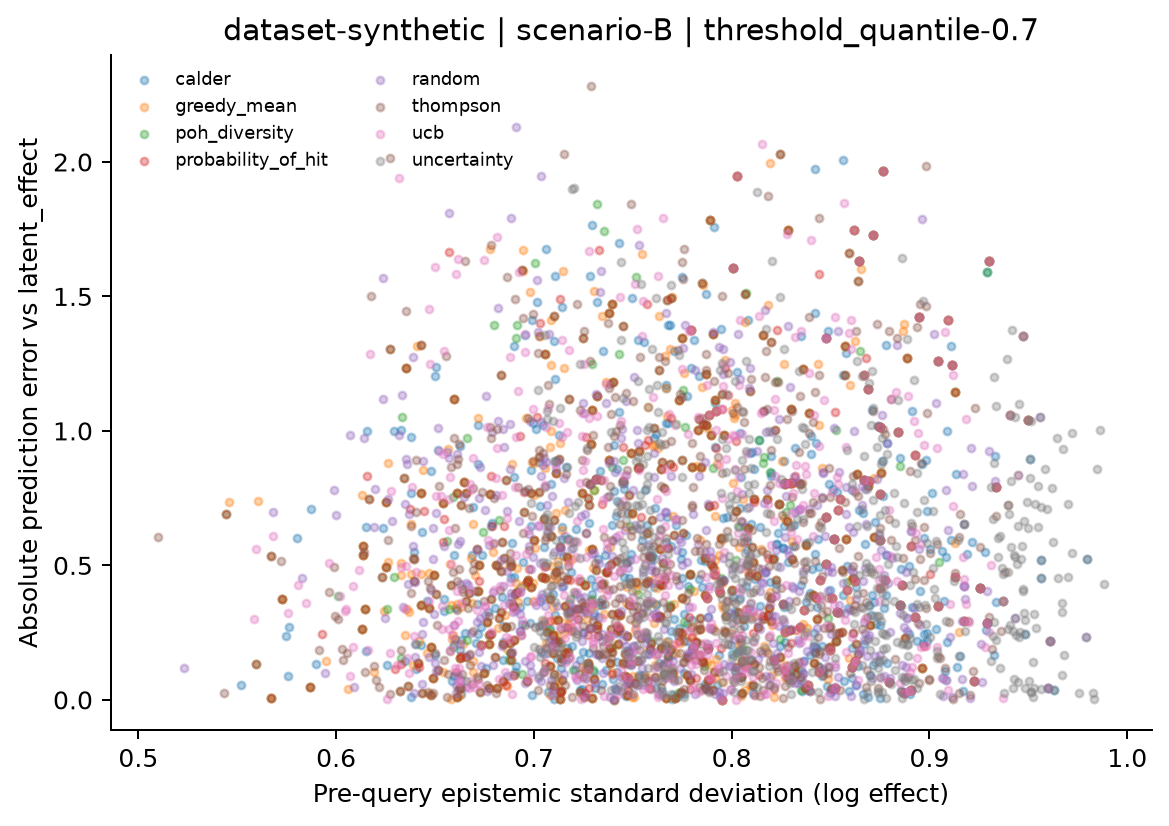 dataset-synthetic | scenario-B | threshold_quantile-0.7
calder
greedy_mean
poh_diversity
probability_of_hit
random
thompson
ucb
uncertainty
Absolute prediction error vs latent_effect
2.0
1.5
1.0
0.5
0.0
0.5
0.6
0.7
0.8
0.9
1.0
Pre-query epistemic standard deviation (log effect)